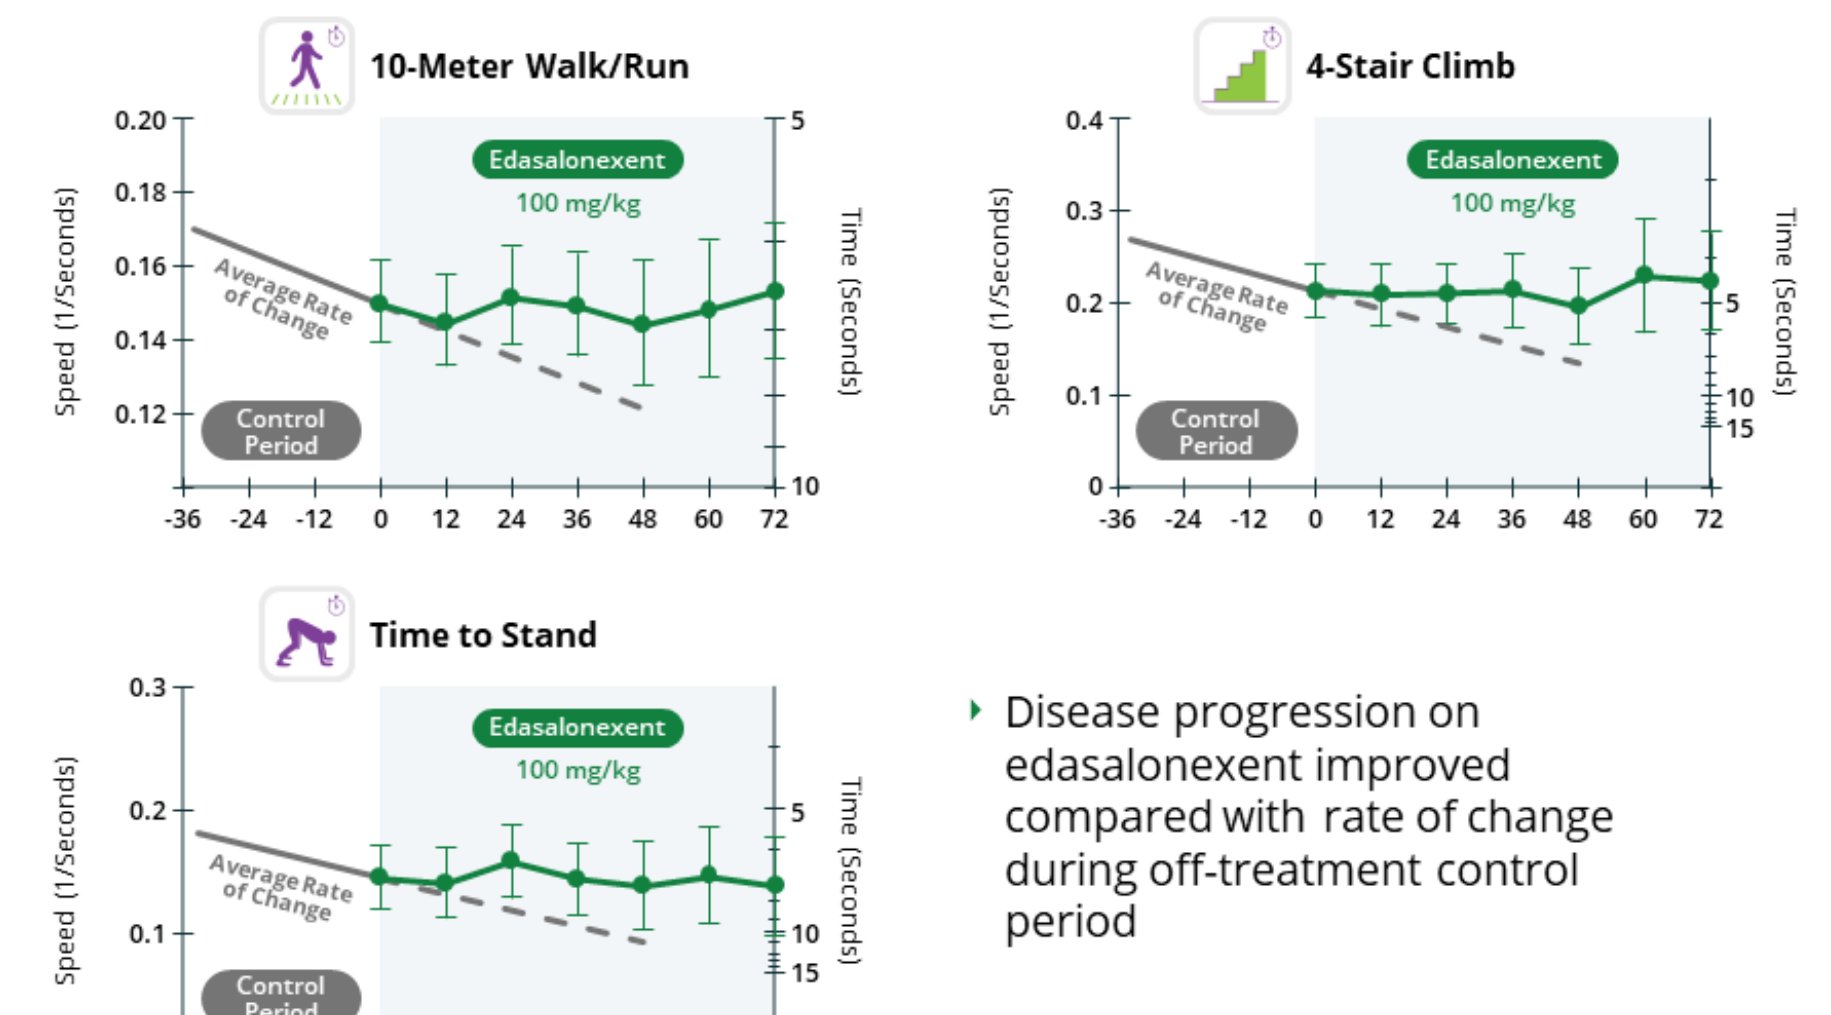 10-Meter Walk/Run
0.20
0.18
0.16
0.14
0.12
Speed (1/Seconds)
Edasalonexent
100 mg/kg
Average Rate
of Change
Control
Period
5
10
Time (Seconds)
-36 -24 -12 0 12 24 36 48 60 72
4-Stair Climb
0.4
0.3
0.2
0.1
0
Speed (1/Seconds)
Edasalonexent
100 mg/kg
Average Rate
of Change
Control
Period
5
10
15
Time (Seconds)
-36 -24 -12 0 12 24 36 48 60 72
Time to Stand
0.3
0.2
0.1
Speed (1/Seconds)
Edasalonexent
100 mg/kg
Average Rate
of Change
Control
Period
5
10
15
Time (Seconds)
Disease progression on
edasalonexent improved
compared with rate of change
during off-treatment control
period